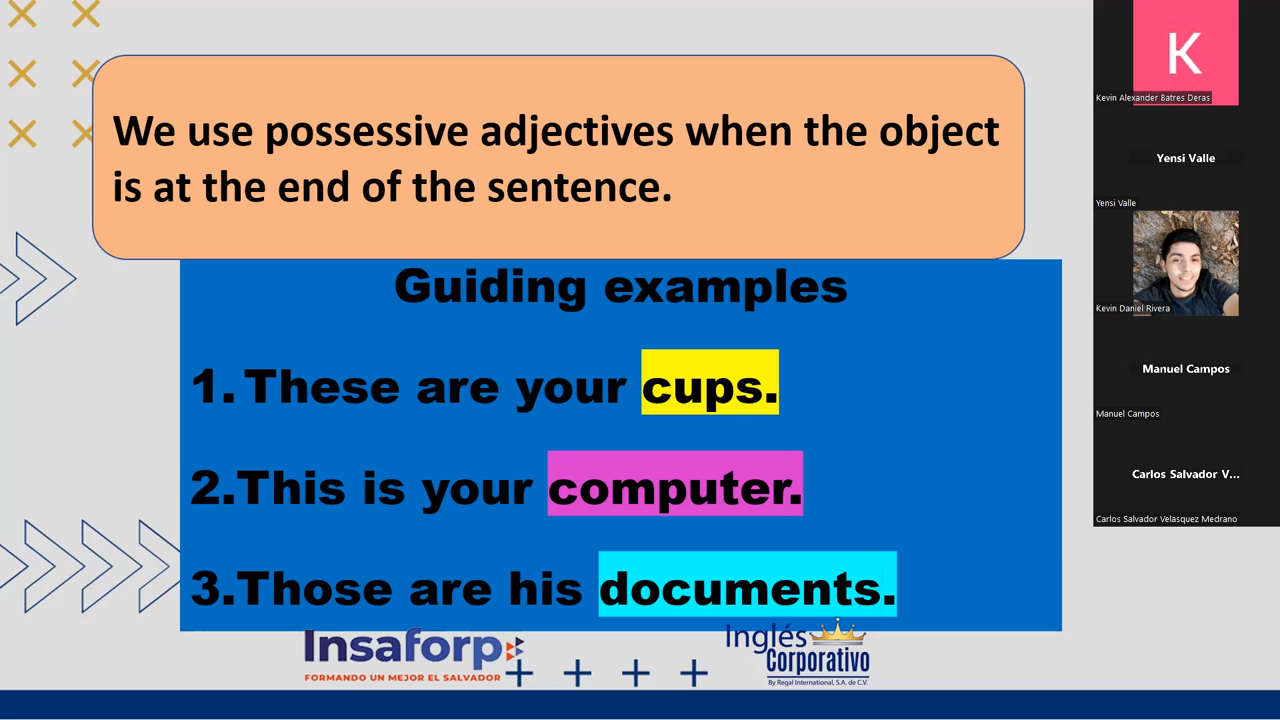 We use possessive adjectives when the object
is at the end of the sentence.
Guiding examples
1. These are your cups.
2.This is your computer.
3.Those are his documents.
Insaforp
FORMANDO UN MEJOR EL SALVADOR
Inglés
Corporativo
By Regal International, S.A. de C.V.
K
Kevin Alexander Batres Deras
Yensi Valle
Yensi Valle
Kevin Daniel Rivera
Manuel Campos
Manuel Campos
Carlos Salvador V...
Carlos Salvador Velasquez Medrano